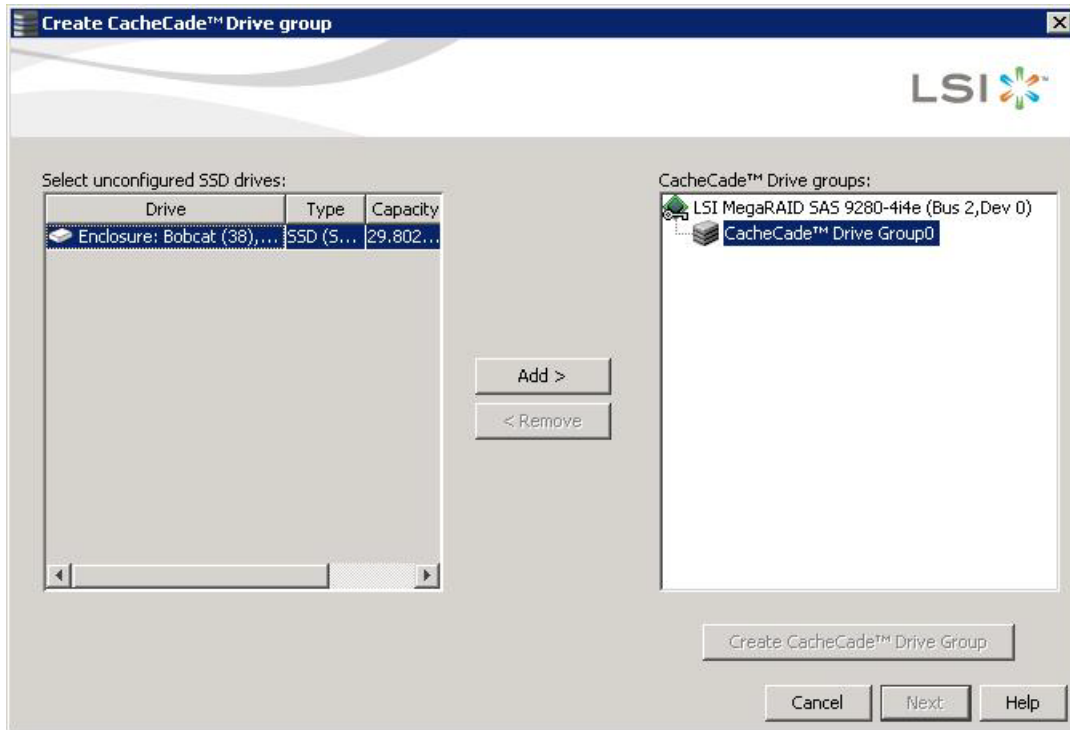 Create CacheCade™ Drive group
LSI
Select unconfigured SSD drives:
Drive Type Capacity
Enclosure: Bobcat (38),... SSD (S... 29.802...
CacheCade™ Drive groups:
LSI MegaRAID SAS 9280-4i4e (Bus 2,Dev 0)
CacheCade™ Drive Group0
Add >
< Remove
Create CacheCade™ Drive Group
Cancel Next Help